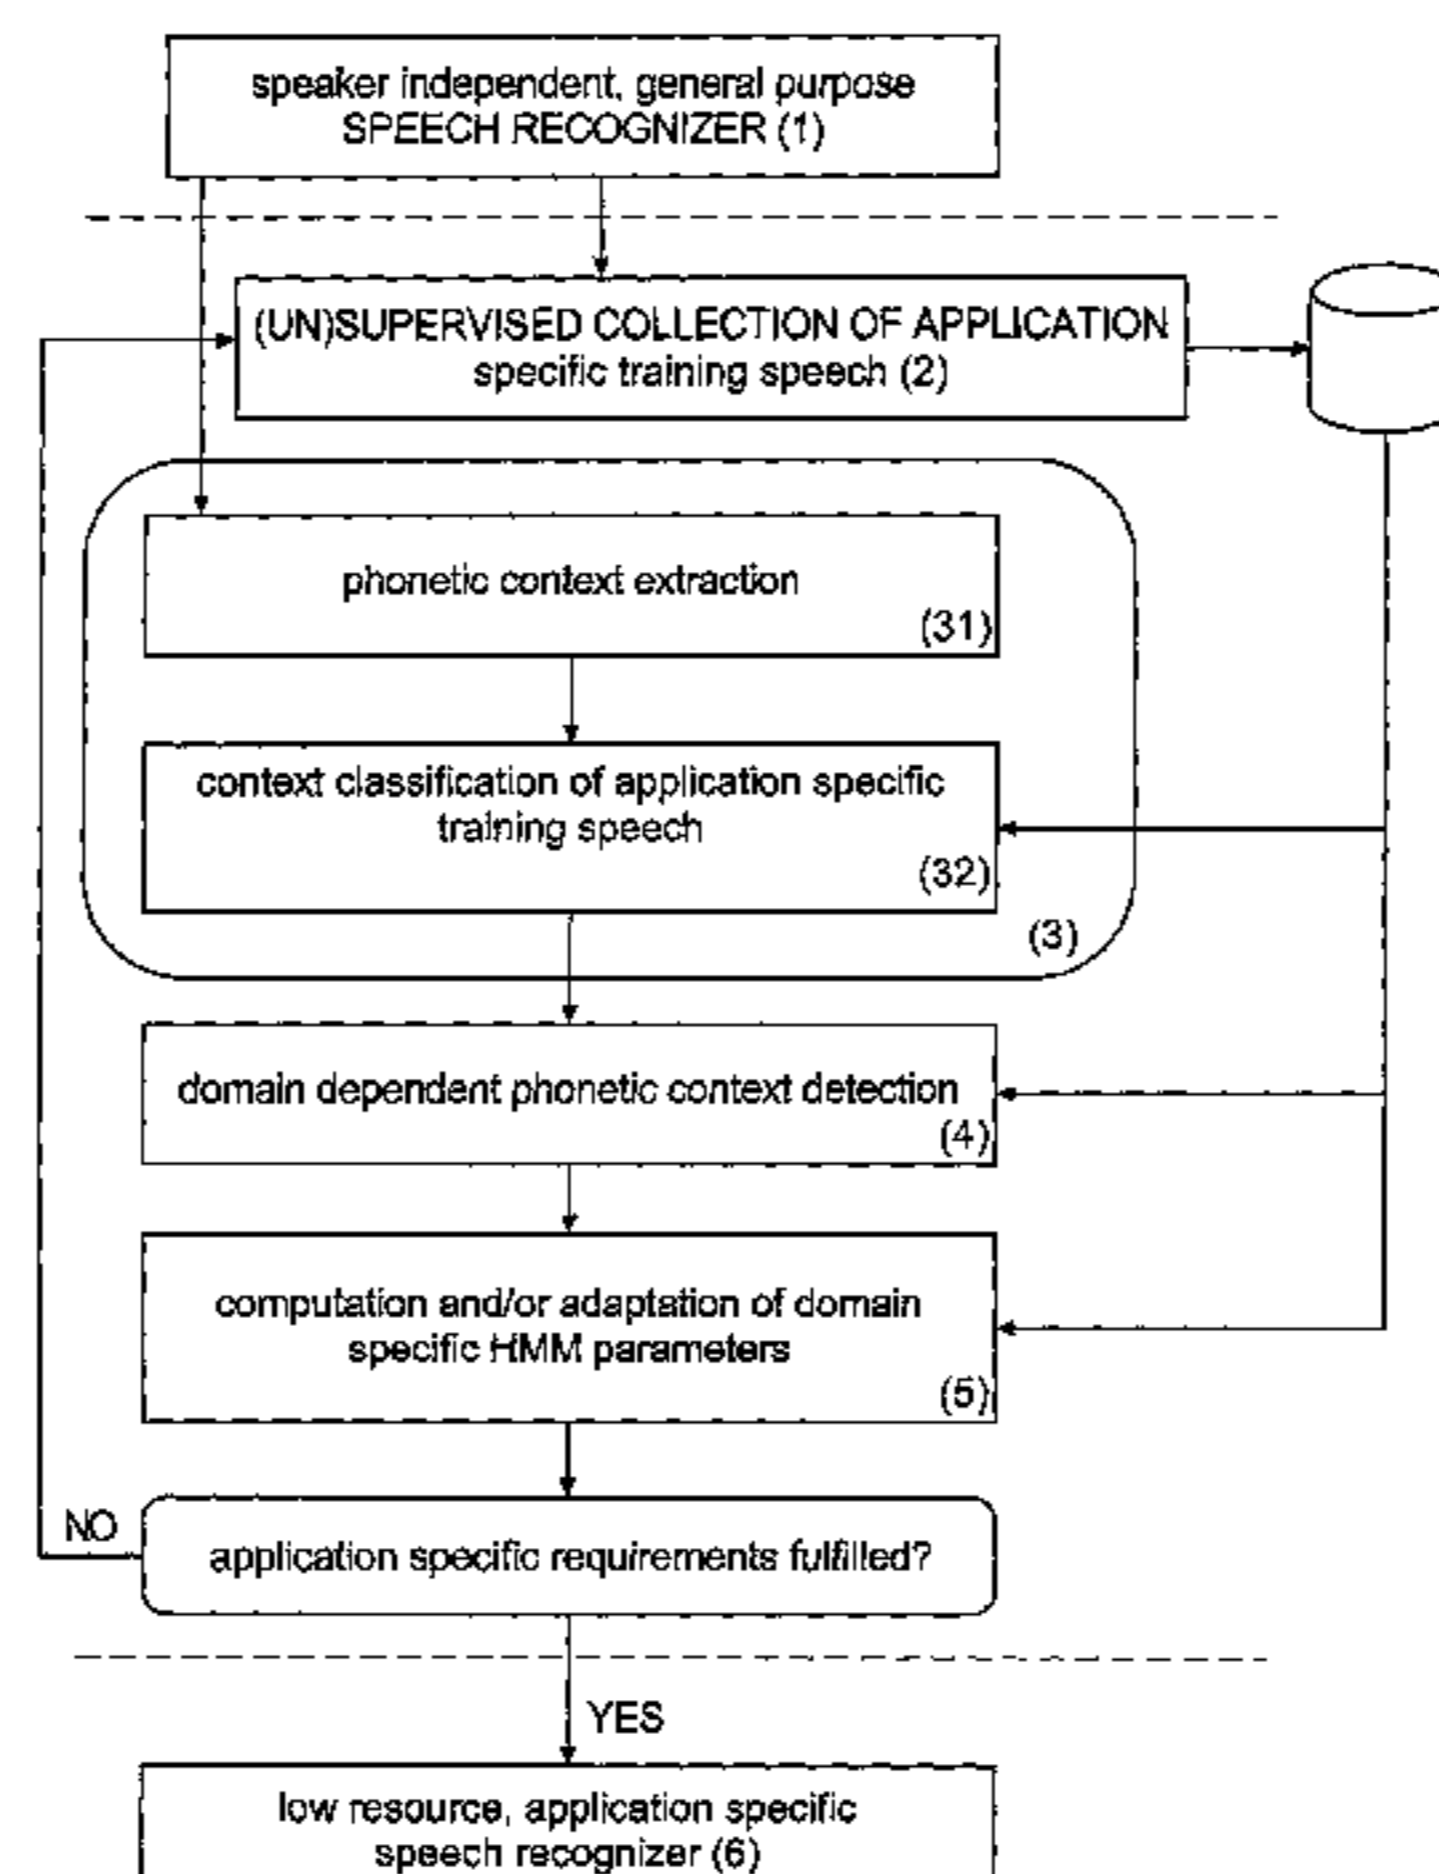 speaker independent, general purpose
SPEECH RECOGNIZER (1)
(UN)SUPERVISED COLLECTION OF APPLICATION
specific training speech (2)
phonetic context extraction
(31)
context classification of application specific
training speech
(32)
(3)
domain dependent phonetic context detection
(4)
computation and/or adaptation of domain
specific HMM parameters
(5)
NO
application specific requirements fulfilled?
YES
low resource, application specific
speech recognizer (6)